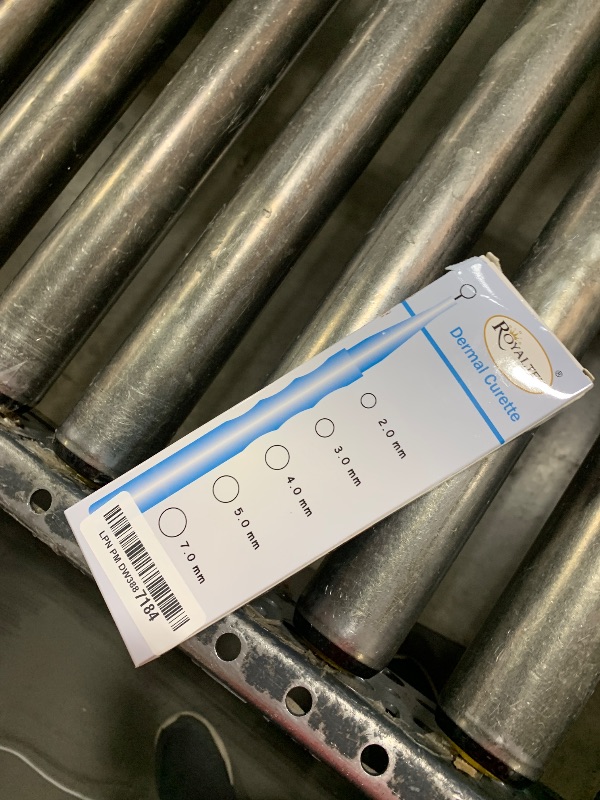 ®
Dermal Curette
2.0 mm
3.0 mm
4.0 mm
5.0 mm
7.0 mm
LPN PM DW388 7184